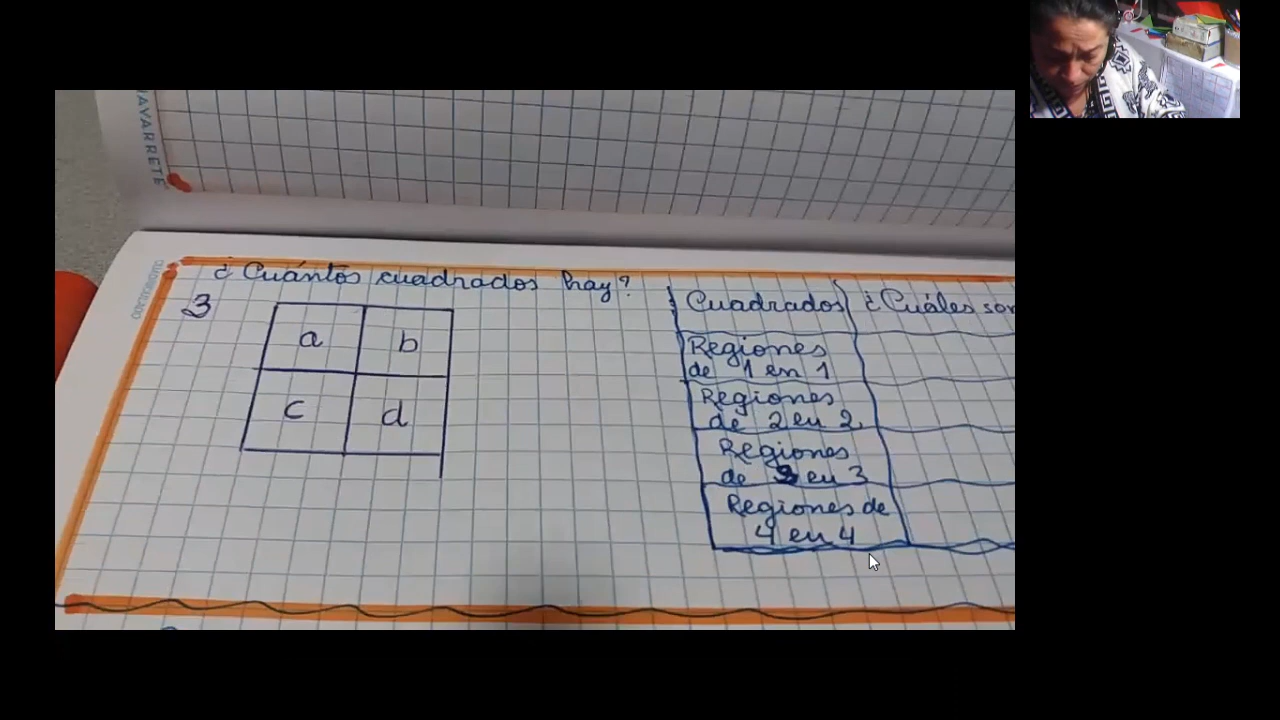 NAVARRETE
¿ Cuántos cuadrados hay?
3
a
b
c
d
Cuadrados
¿Cuáles son
Regiones
de 1 en 1
Regiones
de 2 en 2
Regiones
de 3 en 3
Regiones de
4 en 4